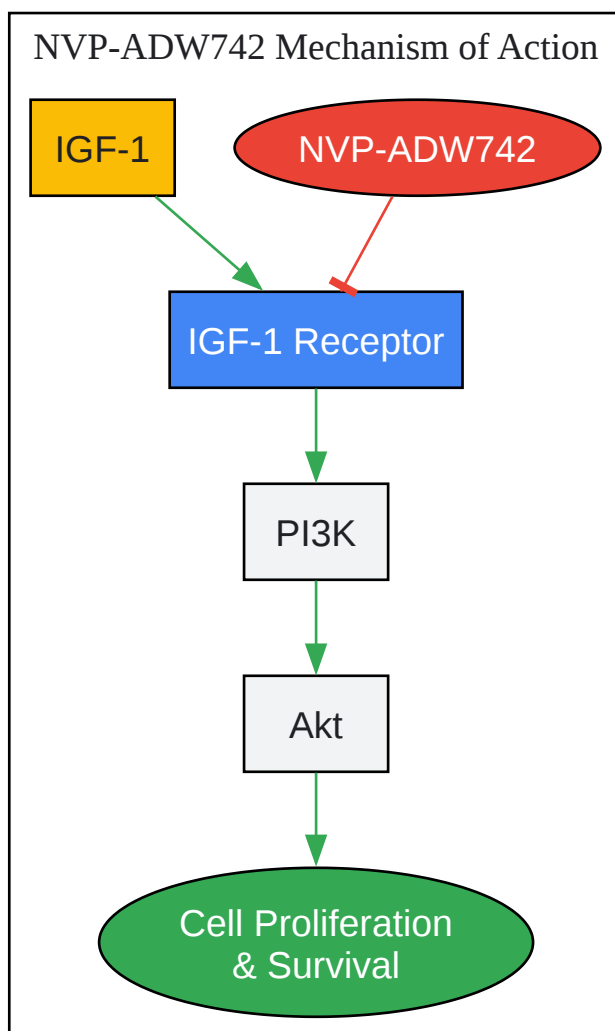 NVP-ADW742 Mechanism of Action
IGF-1
NVP-ADW742
IGF-1 Receptor
PI3K
Akt
Cell Proliferation
& Survival